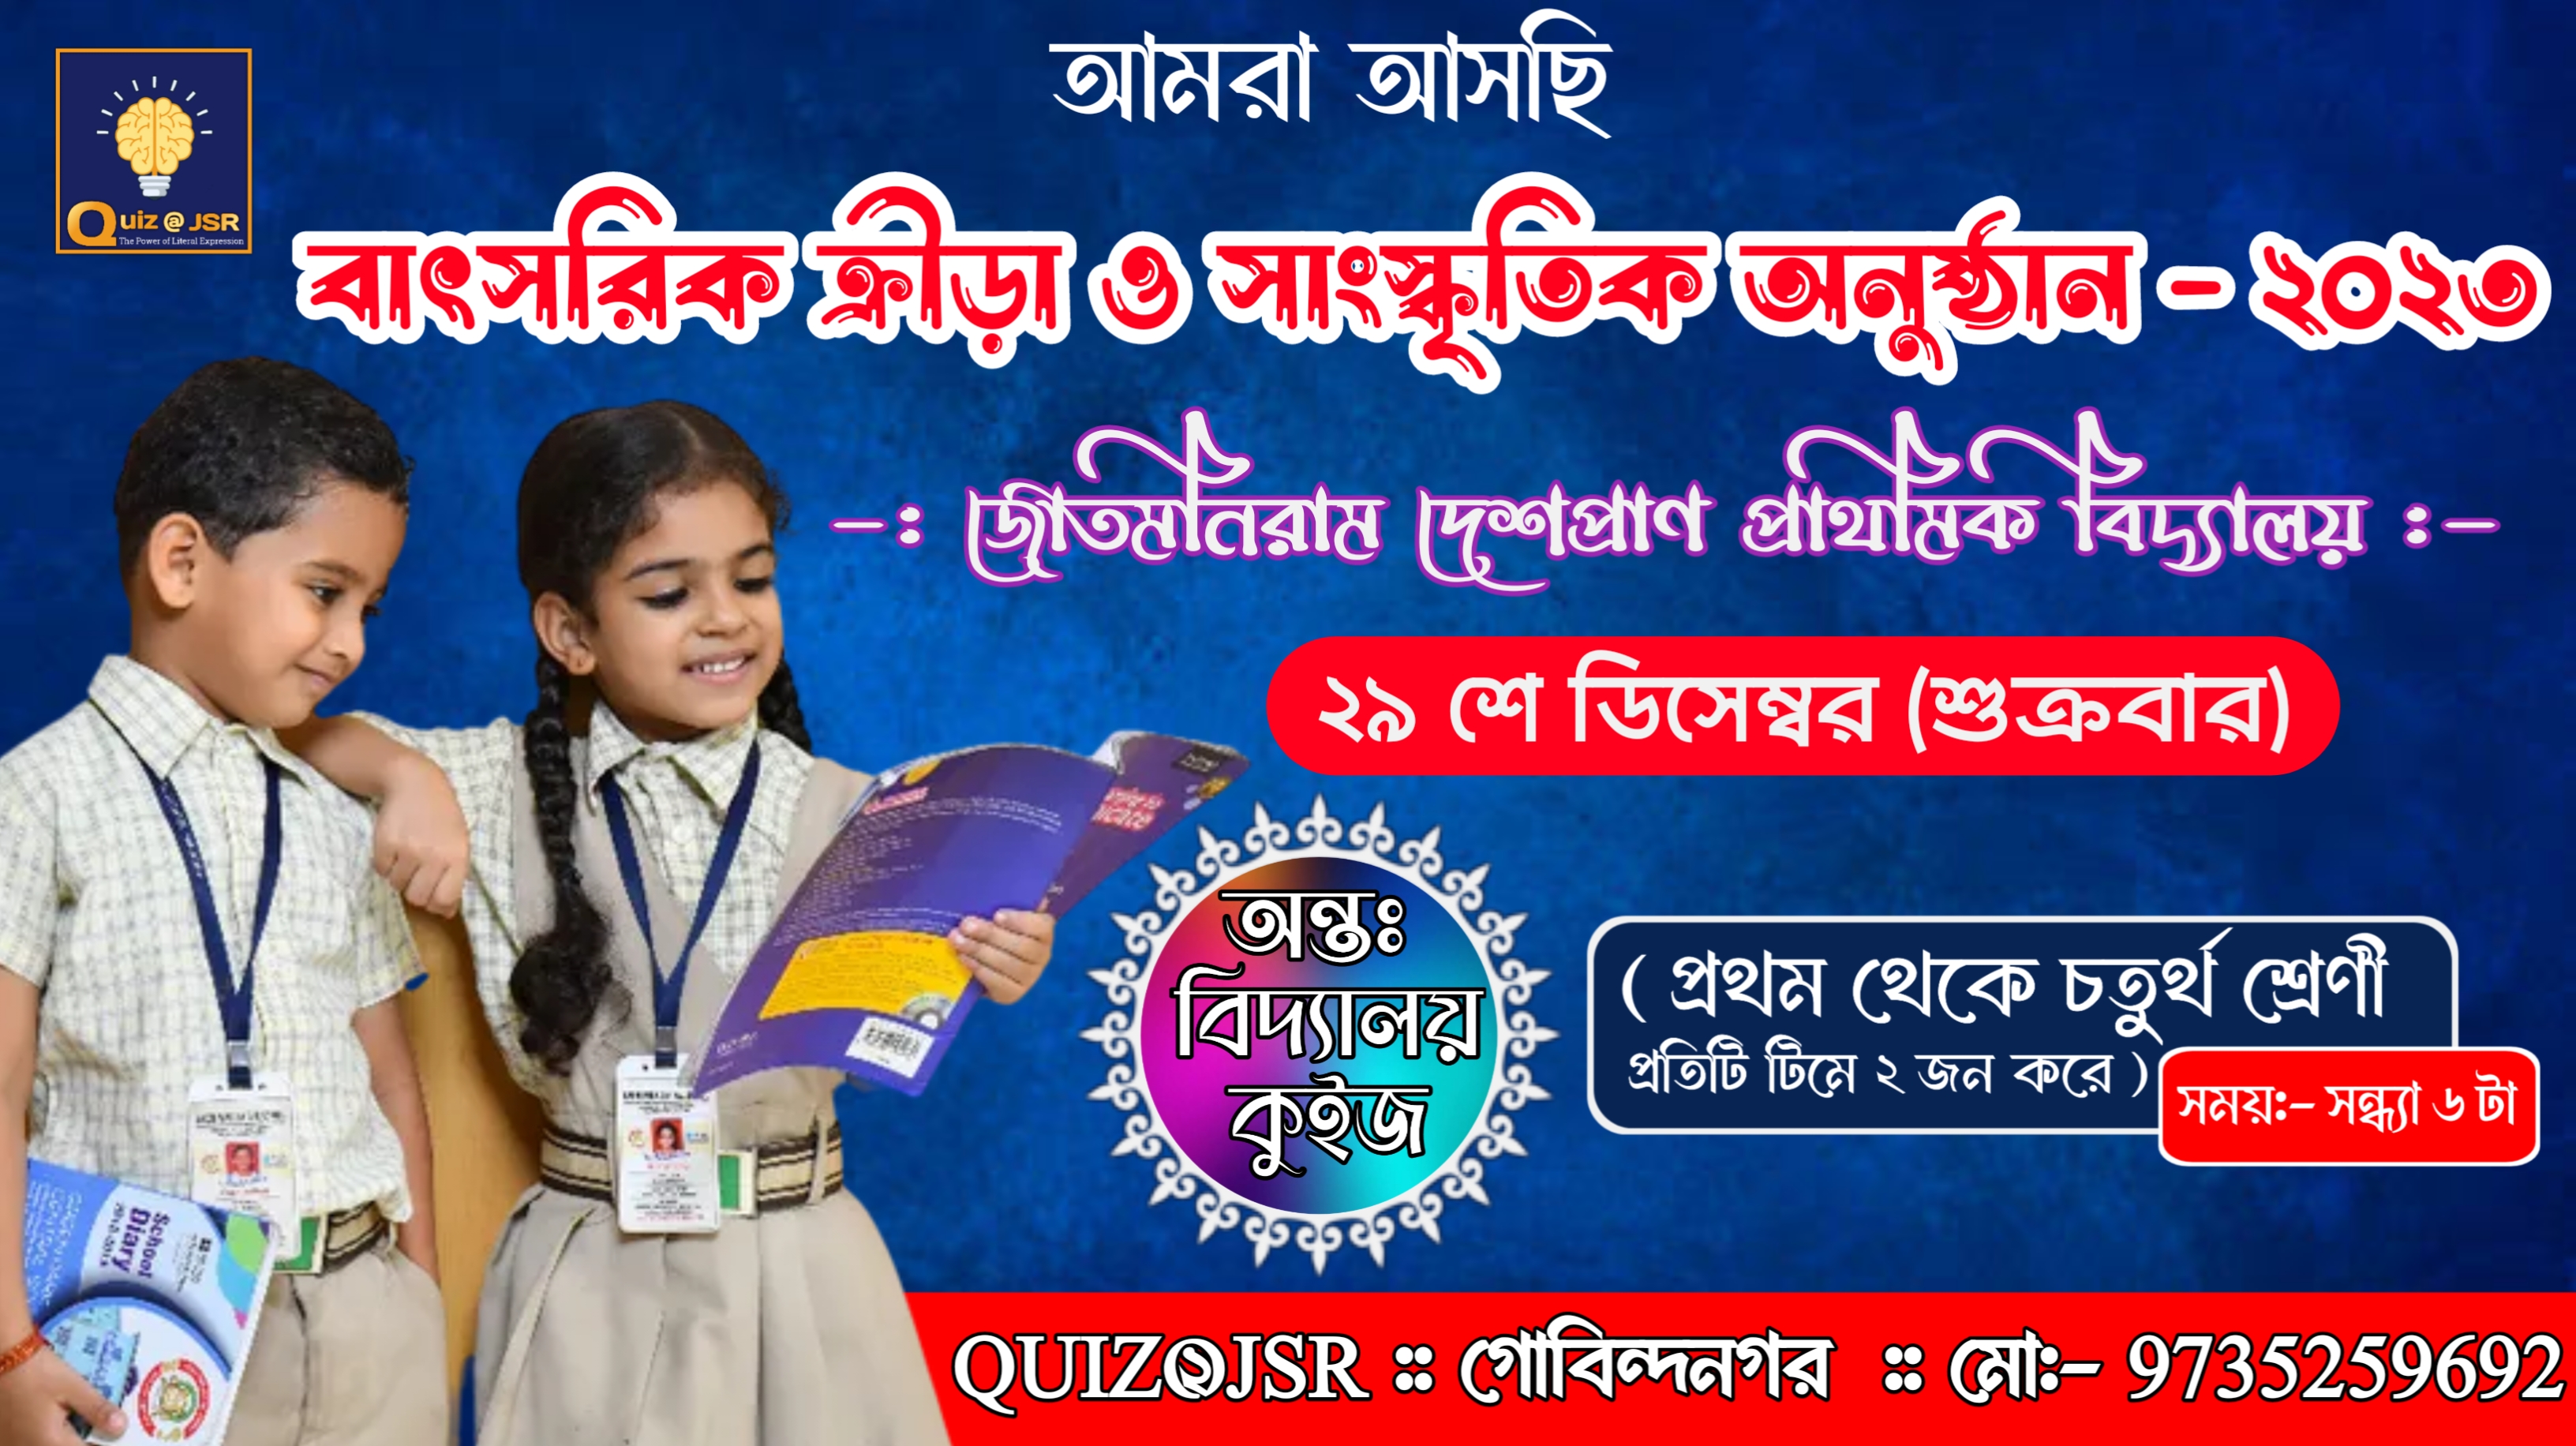 আমরা আসছি
Quiz @ JSR
The Power of Literal Expression
বাৎসরিক ক্রীড়া ও সাংস্কৃতিক অনুষ্ঠান - ২০২৩
-: জোতমনিরাম দেশপ্রাণ প্রাথমিক বিদ্যালয় :-
২৯ শে ডিসেম্বর (শুক্রবার)
অন্তঃ
বিদ্যালয়
কুইজ
( প্রথম থেকে চতুর্থ শ্রেণী
প্রতিটি টিমে ২ জন করে )
সময়ঃ- সন্ধ্যা ৬ টা
School
Diary
QUIZ@JSR :: গোবিন্দনগর :: মোঃ- 9735259692